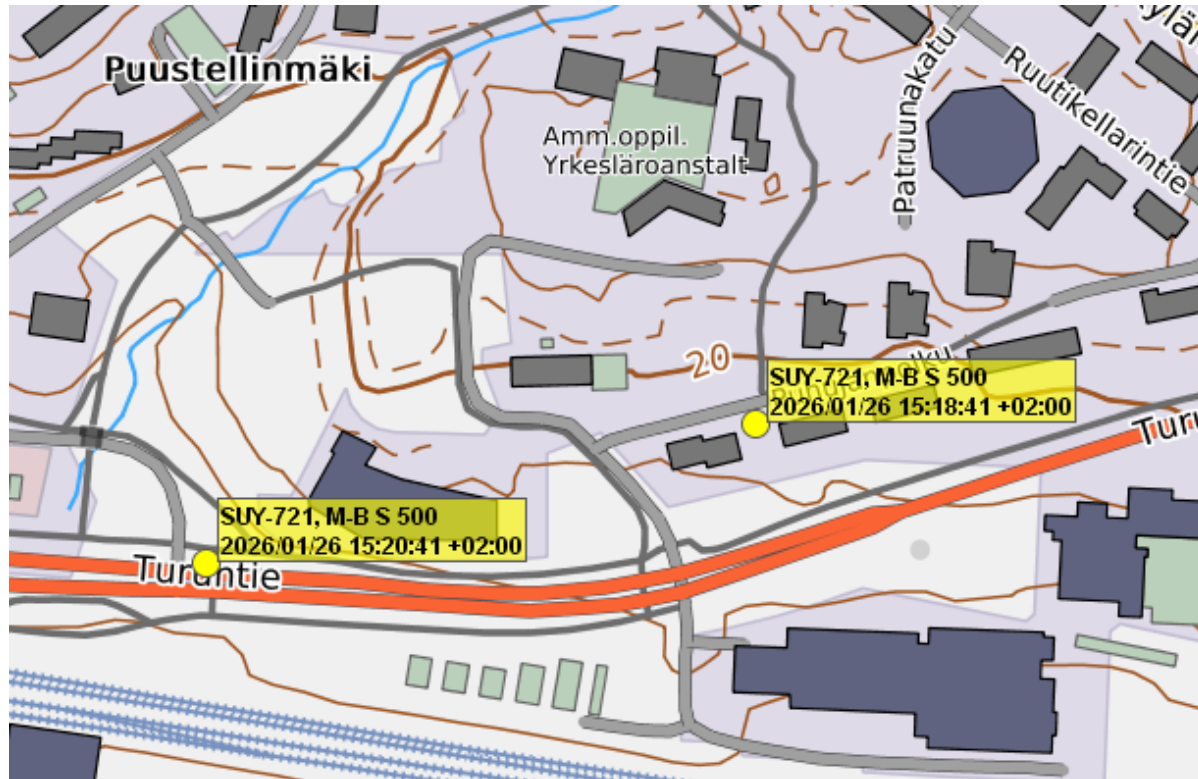 Puustellinmäki
Amm.oppil.
Yrkesläroanstalt
Patruunakatu
Ruutikellarintie
20
SUY-721, M-B S 500
2026/01/26 15:18:41 +02:00
SUY-721, M-B S 500
2026/01/26 15:20:41 +02:00
Turuntie